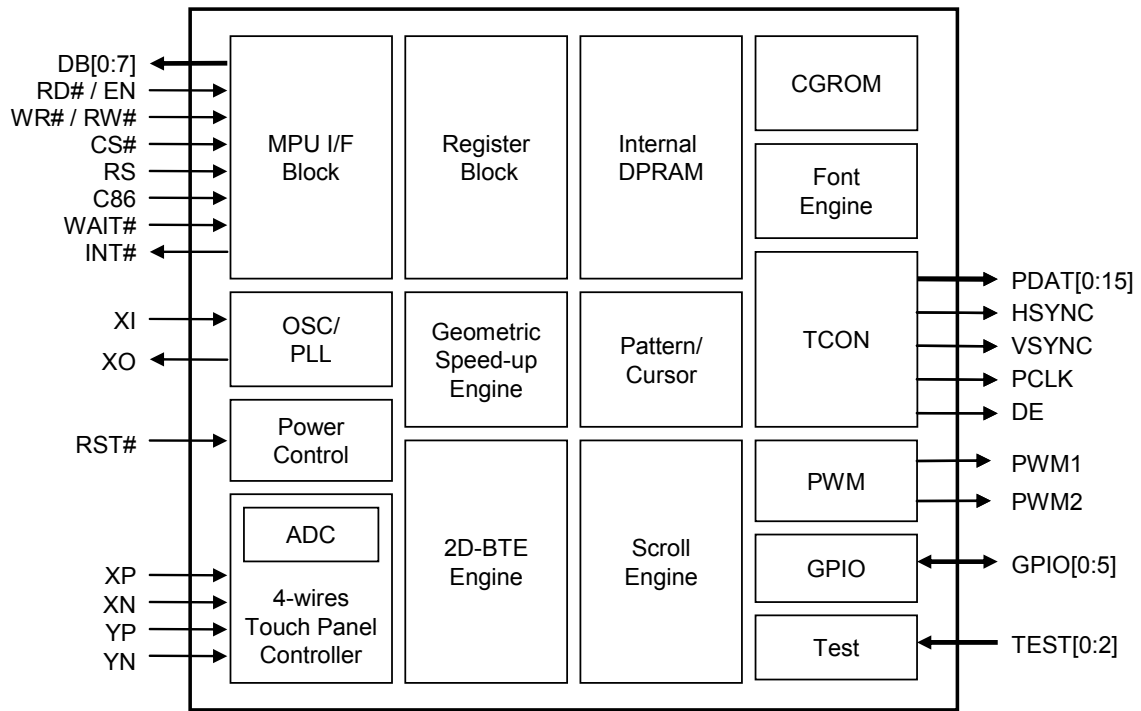 DB[0:7]
RD# / EN
WR# / RW#
CS#
RS
C86
WAIT#
INT#
XI
XO
RST#
XP
XN
YP
YN
MPU I/F
Block
Register
Block
Internal
DPRAM
CGROM
Font
Engine
OSC/
PLL
Geometric
Speed-up
Engine
Pattern/
Cursor
TCON
Power
Control
ADC
4-wires
Touch Panel
Controller
2D-BTE
Engine
Scroll
Engine
PWM
GPIO
Test
PDAT[0:15]
HSYNC
VSYNC
PCLK
DE
PWM1
PWM2
GPIO[0:5]
TEST[0:2]